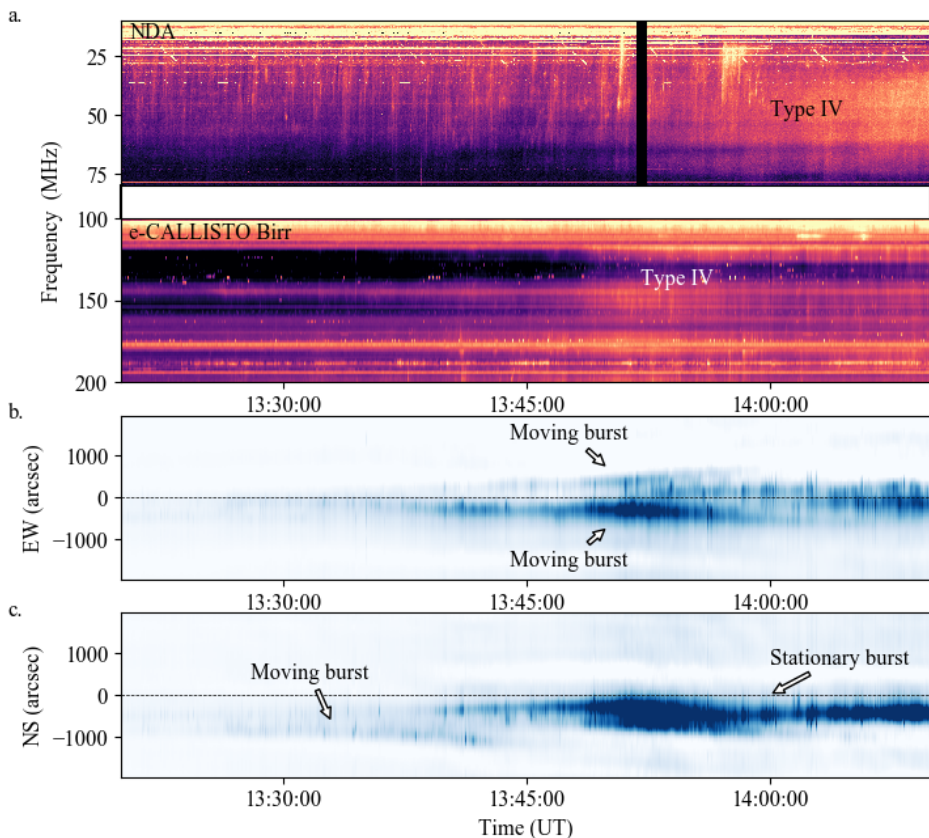 a.
NDA
25
50
75
Type IV
100
150
200
e-CALLISTO Birr
Type IV
Frequency (MHz)
13:30:00 13:45:00 14:00:00
b.
Moving burst
1000
0
−1000
EW (arcsec)
Moving burst
13:30:00 13:45:00 14:00:00
c.
Moving burst
Stationary burst
1000
0
−1000
NS (arcsec)
13:30:00 13:45:00 14:00:00
Time (UT)